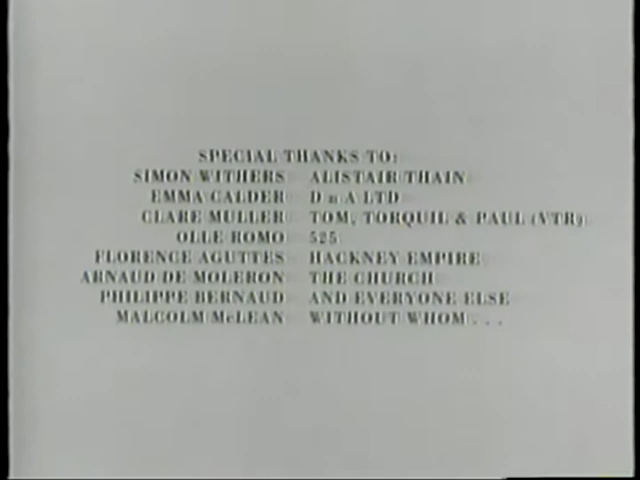 SPECIAL THANKS TO:
SIMON WITHERS ALISTAIR THAIN
EMMA CALDER D n A LTD
CLARE MULLER TOM, TORQUIL & PAUL (VTR)
OLLE ROMO 525
FLORENCE AGUTTES HACKNEY EMPIRE
ARNAUD DE MOLERON THE CHURCH
PHILIPPE BERNAUD AND EVERYONE ELSE
MALCOLM McLEAN WITHOUT WHOM . . .